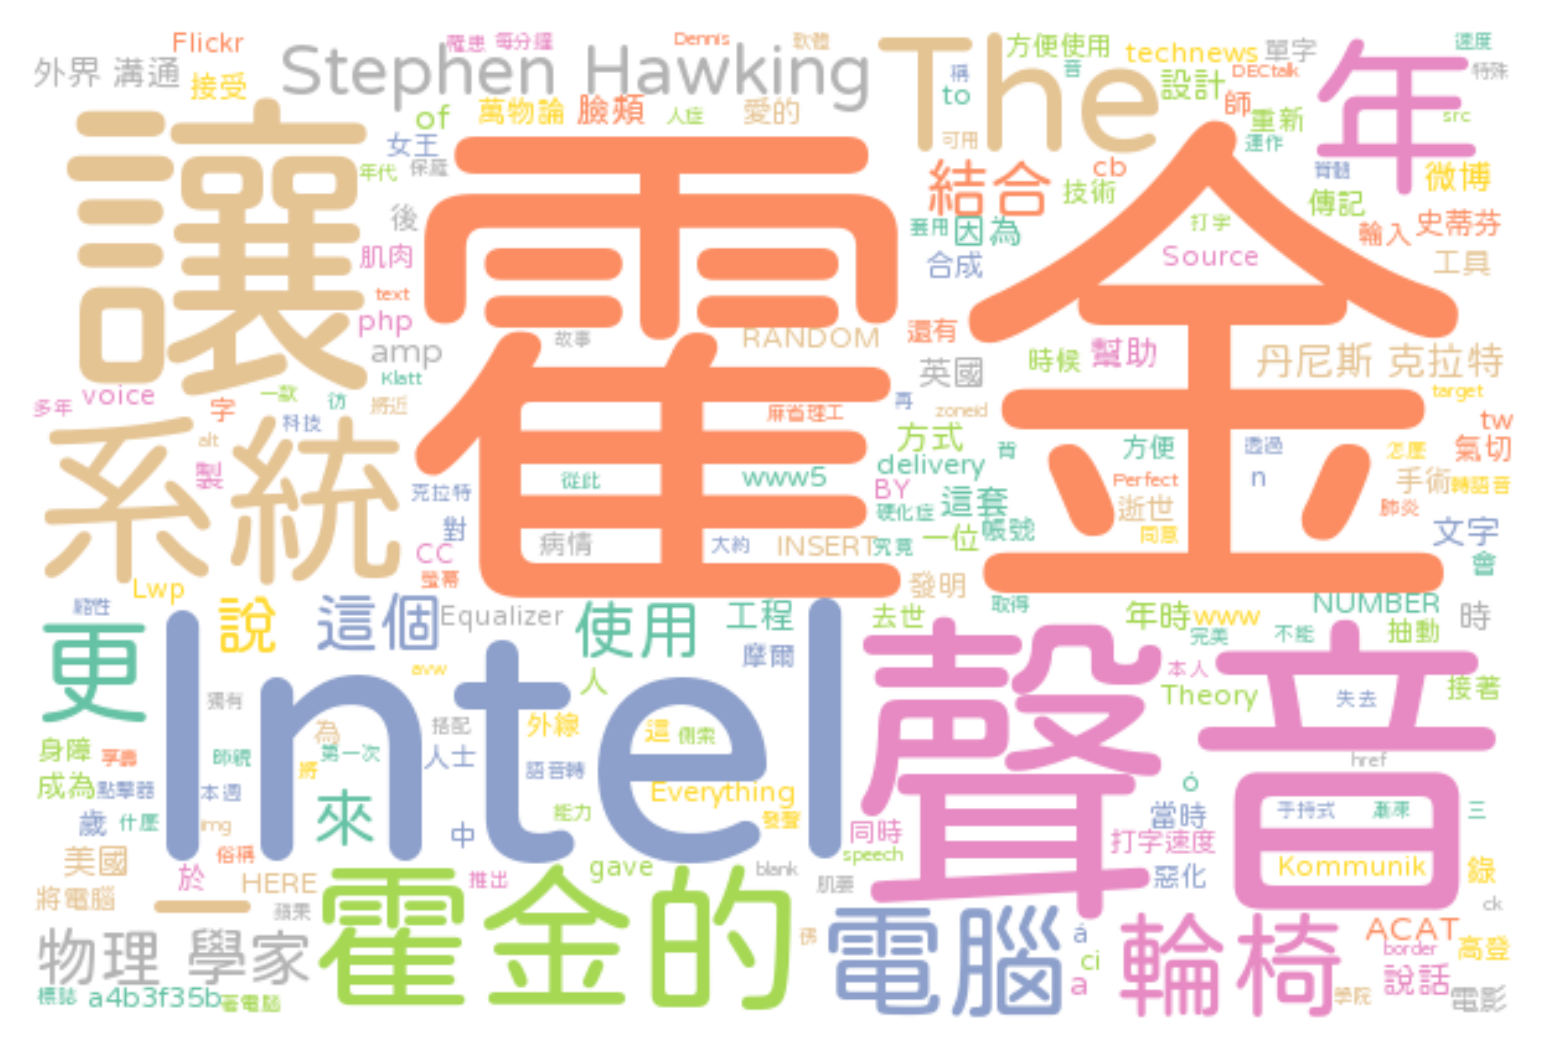 Flickr
罹患 每分鐘
Dennis
軟體
方便使用
technews
單字
速度
外界 溝通
接受
Stephen Hawking
The
稱
音
設計
DECtalk
特殊
年
of
萬物論
臉頰
人症
愛的
to
可用
師
重新
src
讓
女王
年代
保羅
霍金
結合
cb
技術
運作
脊髓
微博
後
肌肉
蓋用
因為
打字
傳記
輸入
史蒂芬
合成
Source
工具
text
php
amp
Klatt
故事
RANDOM
還有
英國
時候
幫助
丹尼斯 克拉特
多年
voice
字
一款
彷
將近
科技
麻省理工
再
zoneid
target
tw
系統
alt
製
克拉特
從此
www5
方式
delivery
背
方便
透過
怎麼
氣切
BY
這套
Perfect
n
手術
轉語音
對
硬化症
帳號
逝世
肺炎
CC
病情
大約
INSERT
究竟
一位
同意
文字
螢幕
發明
會
Lwp
說
這個
Equalizer
使用
工程
去世
取得
年時
www
NUMBER
時
更
Intel
摩爾
聲音
完美
不能
抽動
avw
人
本人
Theory
接著
獨有
為
搭配
外線
這
側索
失去
身障
享壽
師視
第一次
人士
href
成為
點擊器
本週
將
語音轉
Everything
ó
歲
什麼
img
來
中
能力
發聲
同時
當時
手持式
漸凍
三
美國
俗稱
speech
打字速度
於
HERE
推出
gave
blank
肌萎
惡化
Kommunik
錄
將電腦
一
蘋果
霍金的
ck
物理 學家
佛
電腦
á
輪椅
ACAT
border
高登
ci
標誌
a4b3f35b
著電腦
a
學院
說話
電影